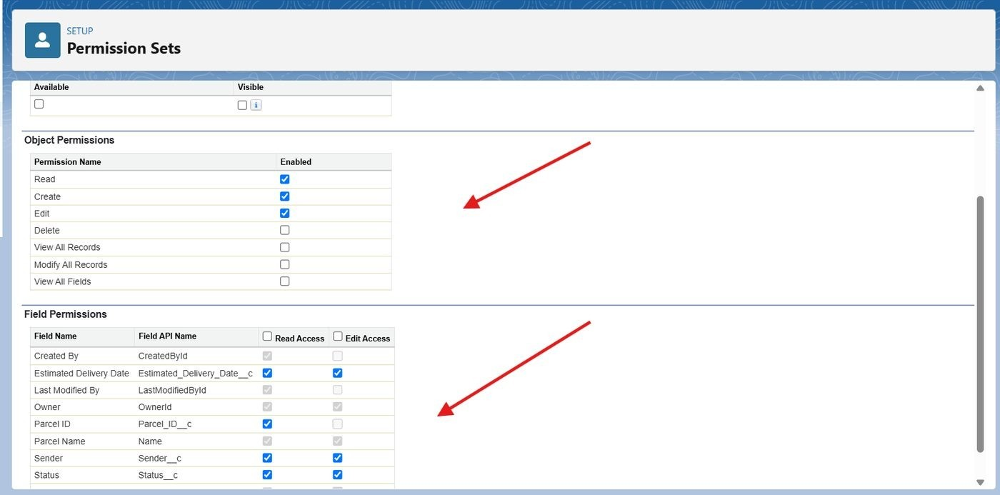 SETUP
Permission Sets
Available Visible
i
Object Permissions
Permission Name Enabled
Read
Create
Edit
Delete
View All Records
Modify All Records
View All Fields
Field Permissions
Field Name Field API Name Read Access Edit Access
Created By CreatedById
Estimated Delivery Date Estimated_Delivery_Date__c
Last Modified By LastModifiedById
Owner OwnerId
Parcel ID Parcel_ID__c
Parcel Name Name
Sender Sender__c
Status Status__c